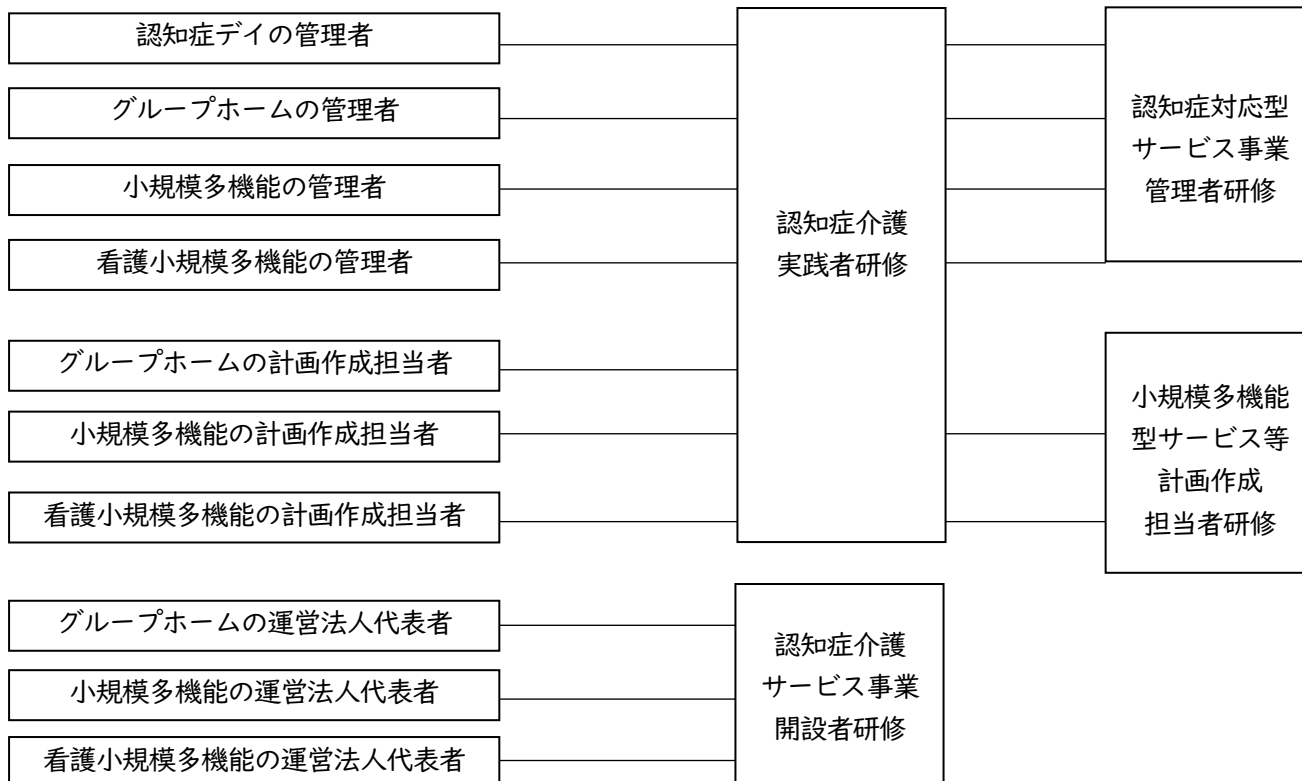 認知症デイの管理者
グループホームの管理者
小規模多機能の管理者
看護小規模多機能の管理者
グループホームの計画作成担当者
小規模多機能の計画作成担当者
看護小規模多機能の計画作成担当者
認知症介護
実践者研修
認知症対応型
サービス事業
管理者研修
小規模多機能
型サービス等
計画作成
担当者研修
グループホームの運営法人代表者
小規模多機能の運営法人代表者
看護小規模多機能の運営法人代表者
認知症介護
サービス事業
開設者研修